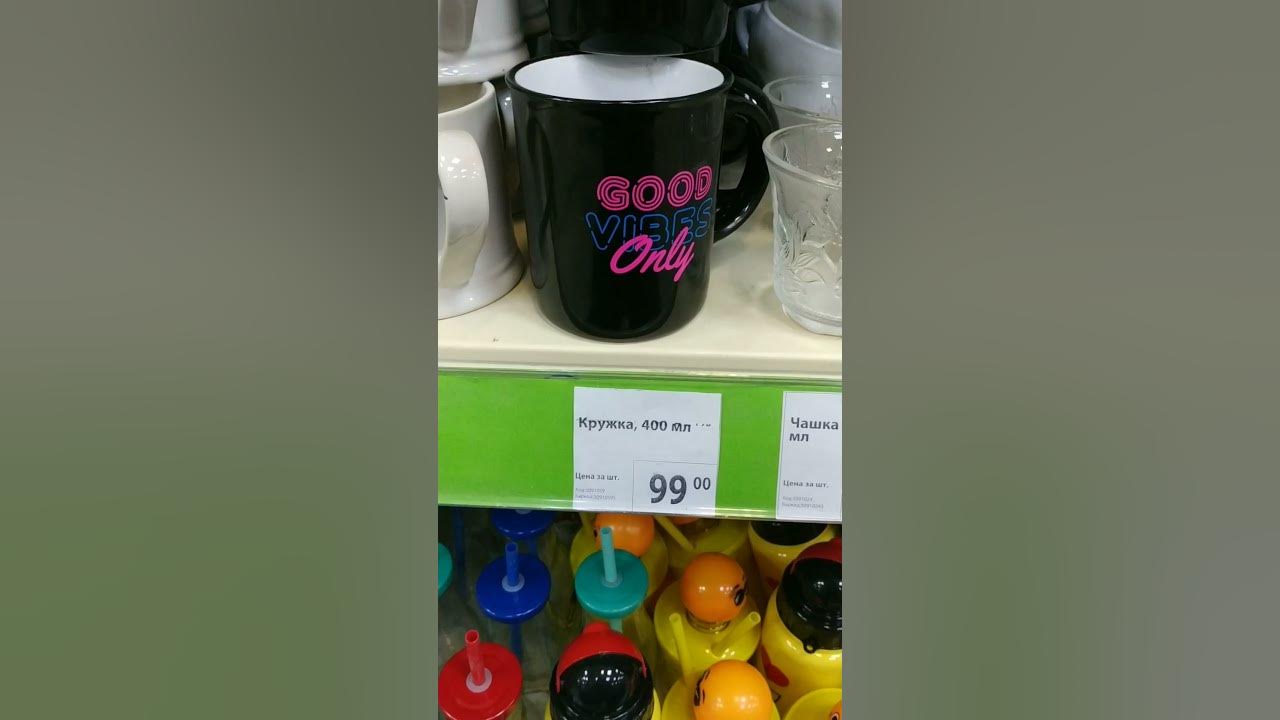 GOOD
VIBES
Only
Кружка, 400 мл
Чашка
мл
Цена за шт.
99 00
Цена за шт.